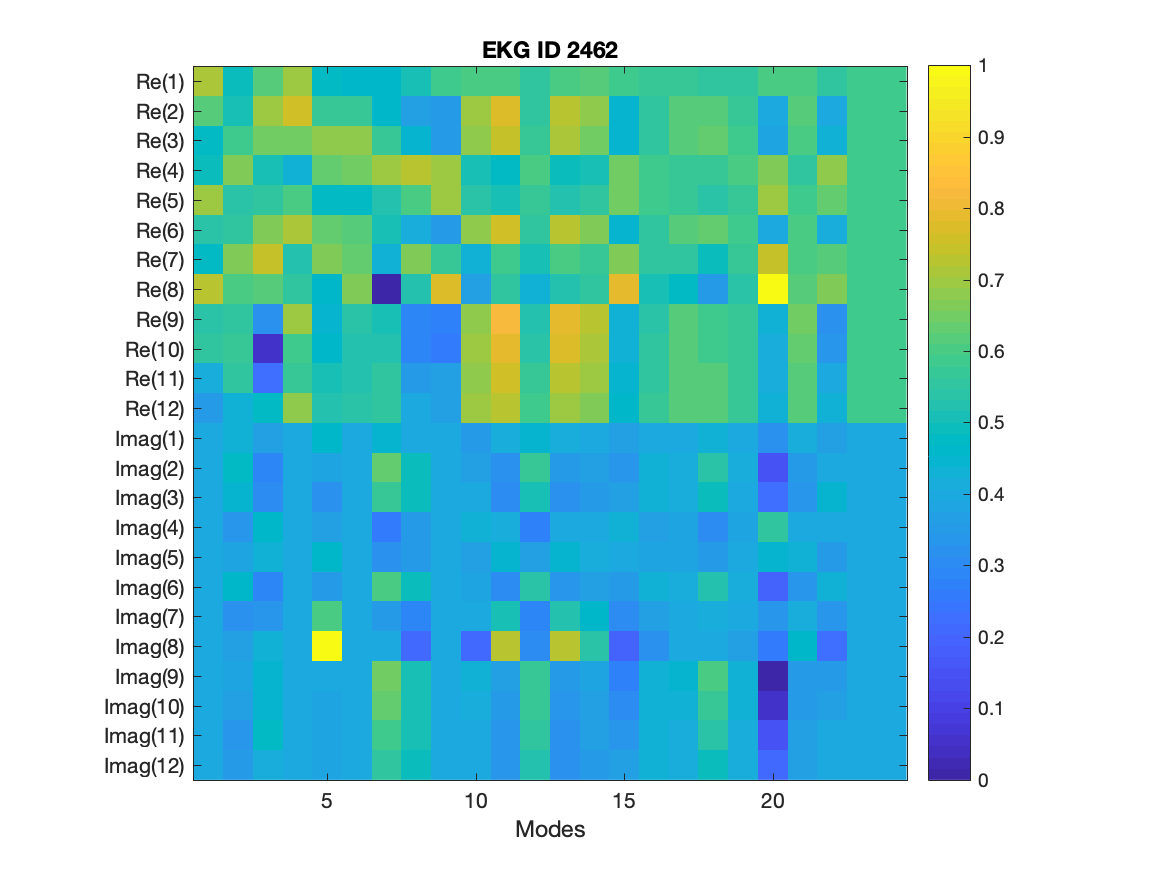 EKG ID 2462
Re(1)
Re(2)
Re(3)
Re(4)
Re(5)
Re(6)
Re(7)
Re(8)
Re(9)
Re(10)
Re(11)
Re(12)
Imag(1)
Imag(2)
Imag(3)
Imag(4)
Imag(5)
Imag(6)
Imag(7)
Imag(8)
Imag(9)
Imag(10)
Imag(11)
Imag(12)
5 10 15 20
Modes
1
0.9
0.8
0.7
0.6
0.5
0.4
0.3
0.2
0.1
0